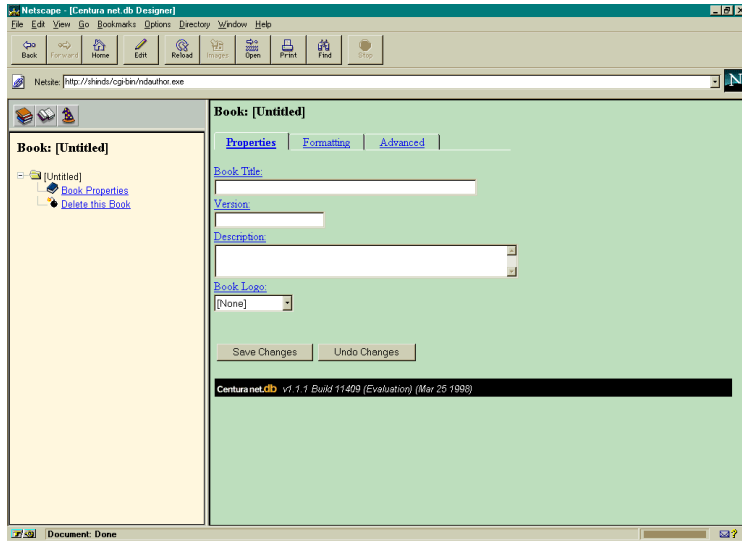 Netscape - [Centura net.db Designer]
File Edit View Go Bookmarks Options Directory Window Help
Back Forward Home Edit Reload Images Open Print Find Stop
Netsite: http://shinds/cgi-bin/ndauthor.exe
N
Book: [Untitled]
[Untitled]
Book Properties
Delete this Book
Book: [Untitled]
Properties Formatting Advanced
Book Title:
Version:
Description:
Book Logo:
[None]
Save Changes Undo Changes
Centura net.db v1.1.1 Build 11409 (Evaluation) (Mar 25 1998)
Document: Done